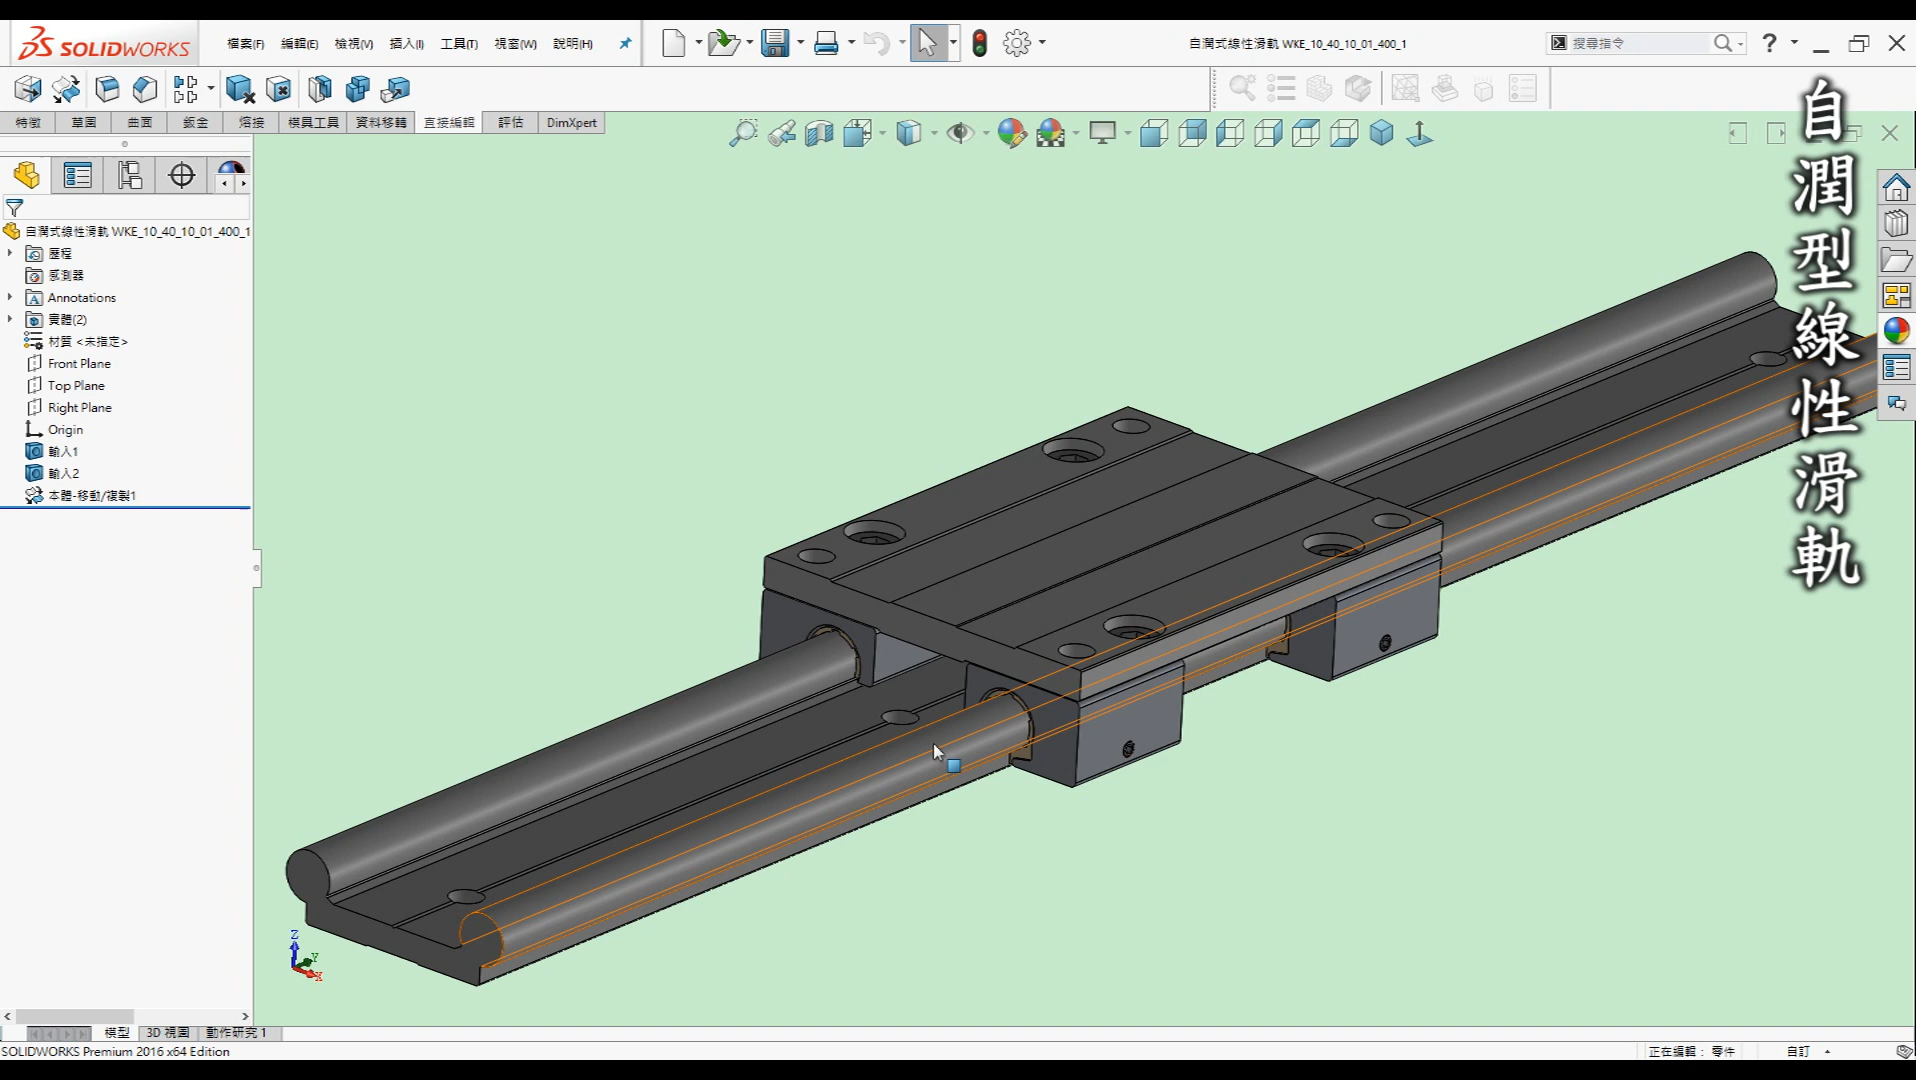 SOLIDWORKS
檔案(F) 編輯(E) 檢視(V) 插入(I) 工具(T) 視窗(W) 說明(H)
自潤式線性滑軌 WKE_10_40_10_01_400_1
搜尋指令
特徵 草圖 曲面 鈑金 熔接 模具工具 資料移轉 直接編輯 評估 DimXpert
自潤型線性滑軌
自潤式線性滑軌 WKE_10_40_10_01_400_1
歷程
感測器
Annotations
實體(2)
材質 <未指定>
Front Plane
Top Plane
Right Plane
Origin
輸入1
輸入2
本體-移動/複製1
Z
Y
X
模型 3D 視圖 動作研究 1
SOLIDWORKS Premium 2016 x64 Edition
正在編輯： 零件
自訂